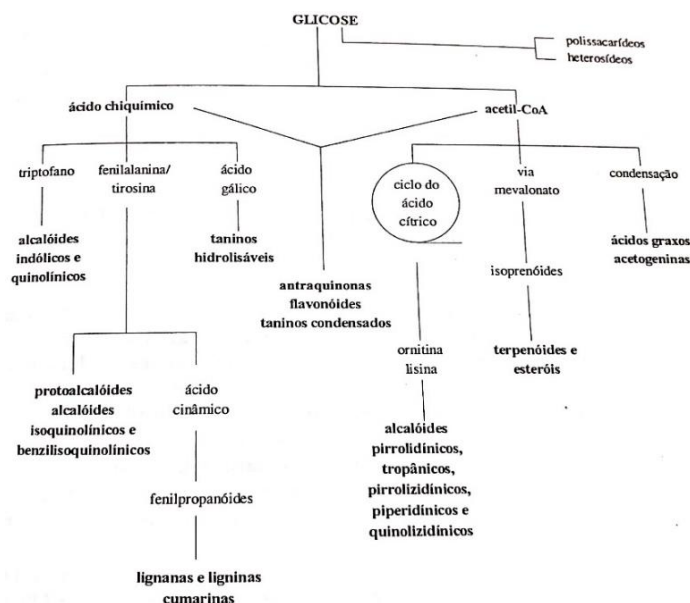 GLICOSE
polissacarídeos
heterosídeos
ácido chiquímico
acetil-CoA
triptofano
fenilalanina/
tirosina
ácido
gálico
ciclo do
ácido
cítrico
via
mevalonato
condensação
alcalóides
indólicos e
quinolínicos
taninos
hidrolisáveis
antraquinonas
flavonóides
taninos condensados
isoprenóides
ácidos graxos
acetogeninas
protoalcalóides
alcalóides
isoquinolínicos e
benzilisoquinolínicos
ácido
cinâmico
ornitina
lisina
terpenóides e
esteróis
fenilpropanóides
alcalóides
pirrolidínicos,
tropânicos,
pirrolizidínicos,
piperidínicos e
quinolizidínicos
lignanas e ligninas
cumarinas